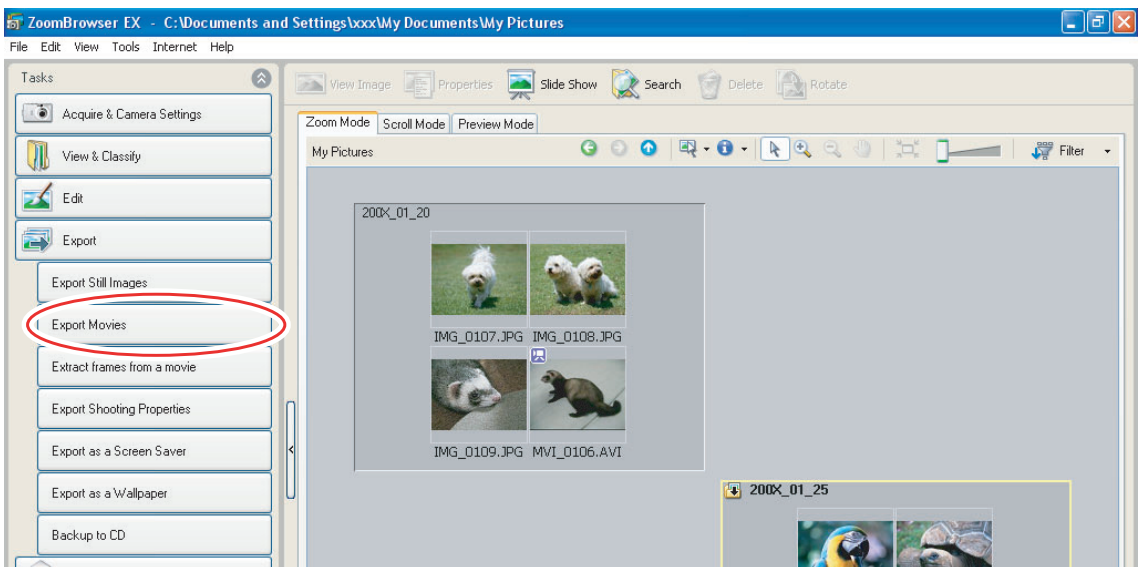 ZoomBrowser EX - C:\Documents and Settings\xxx\My Documents\My Pictures
File Edit View Tools Internet Help
Tasks
Acquire & Camera Settings
View & Classify
Edit
Export
Export Still Images
Export Movies
Extract frames from a movie
Export Shooting Properties
Export as a Screen Saver
Export as a Wallpaper
Backup to CD
View Image Properties Slide Show Search Delete Rotate
Zoom Mode Scroll Mode Preview Mode
My Pictures Filter
200X_01_20
IMG_0107.JPG IMG_0108.JPG
IMG_0109.JPG MVI_0106.AVI
200X_01_25